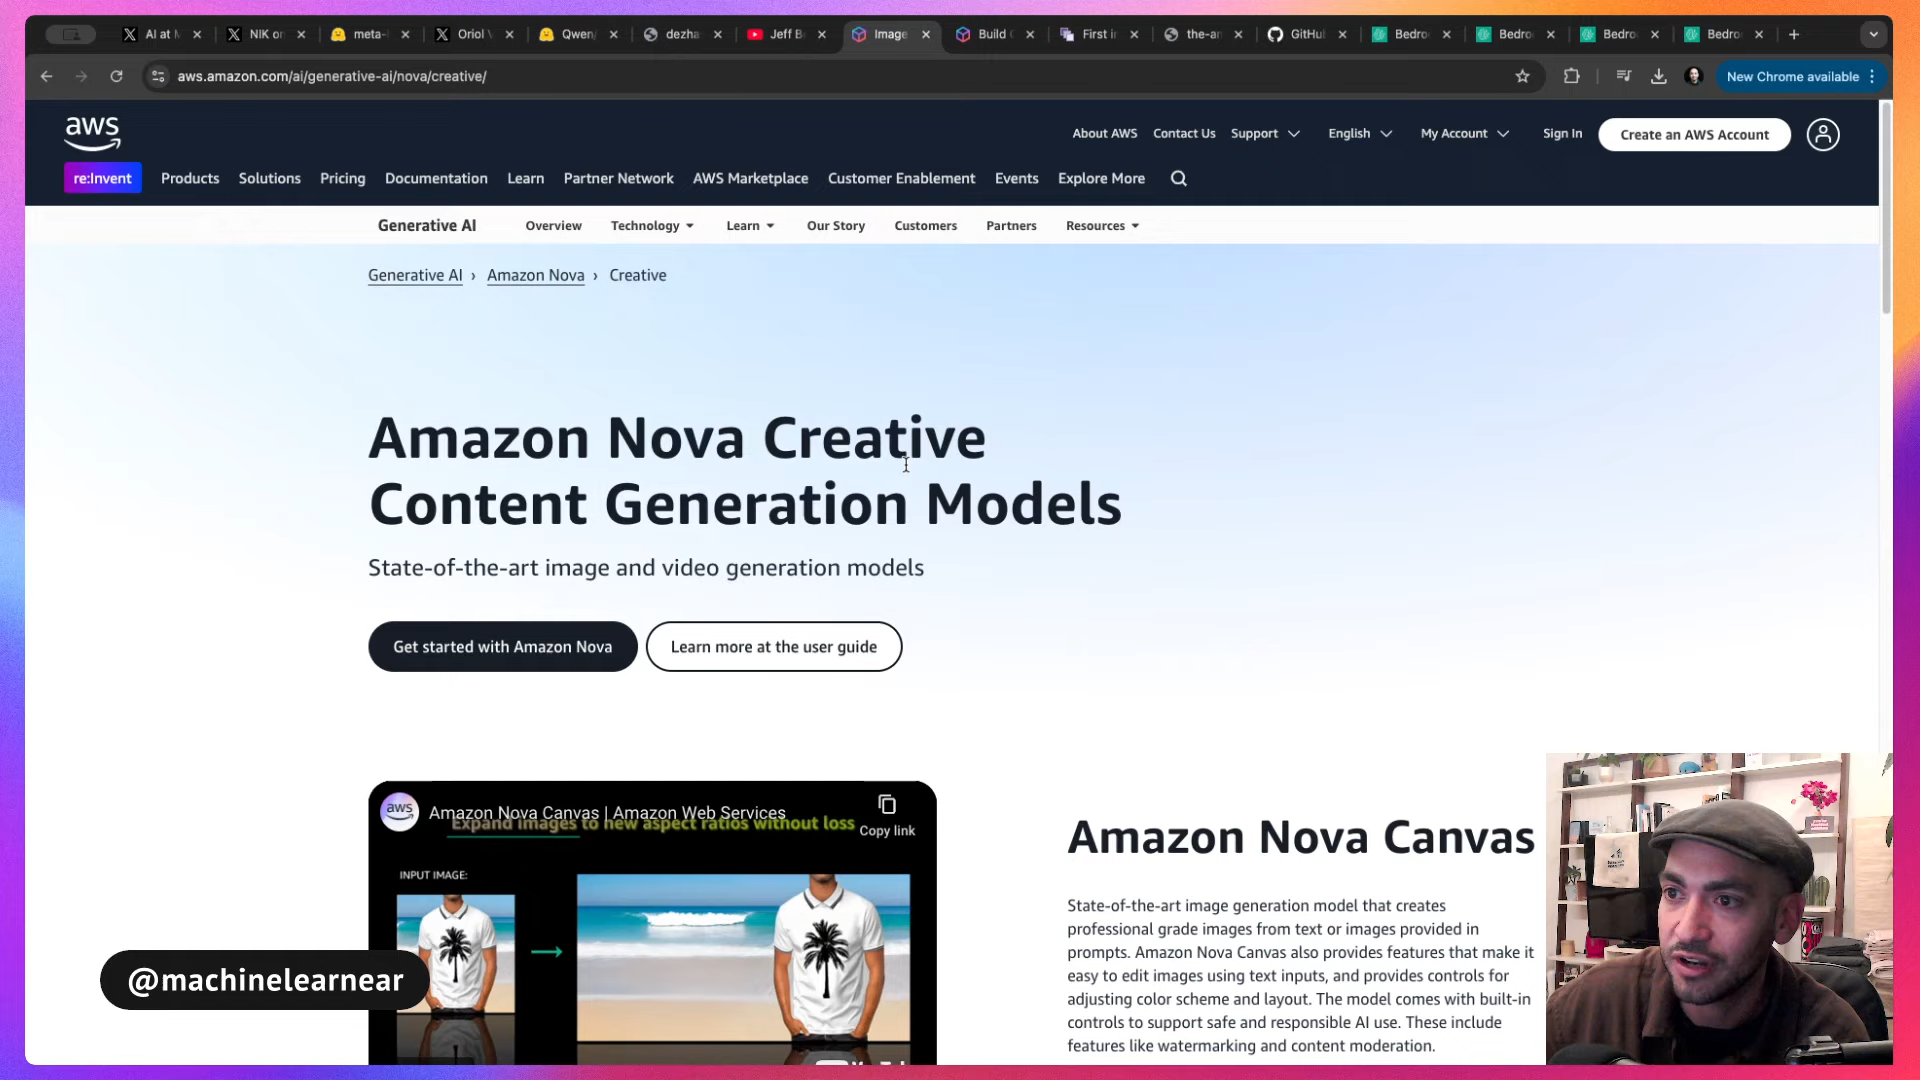 AI at
NIK or
meta-
Oriol
Qwen/
dezha
Jeff B
Image
Build
First i
the-ar
GitHu
Bedro
Bedro
Bedro
Bedro
aws.amazon.com/ai/generative-ai/nova/creative/
New Chrome available
aws
About AWS
Contact Us
Support
English
My Account
Sign In
Create an AWS Account
re:Invent
Products
Solutions
Pricing
Documentation
Learn
Partner Network
AWS Marketplace
Customer Enablement
Events
Explore More
Generative AI
Overview
Technology
Learn
Our Story
Customers
Partners
Resources
Generative AI › Amazon Nova › Creative
Amazon Nova Creative
Content Generation Models
State-of-the-art image and video generation models
Get started with Amazon Nova
Learn more at the user guide
aws
Amazon Nova Canvas | Amazon Web Services
Expand images to new aspect ratios without loss
Copy link
INPUT IMAGE:
Amazon Nova Canvas
State-of-the-art image generation model that creates
professional grade images from text or images provided in
prompts. Amazon Nova Canvas also provides features that make it
easy to edit images using text inputs, and provides controls for
adjusting color scheme and layout. The model comes with built-in
controls to support safe and responsible AI use. These include
features like watermarking and content moderation.
@machinelearnear